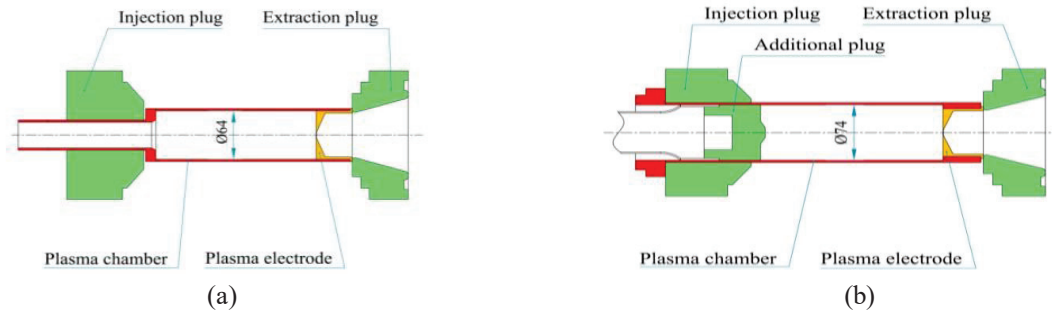 Injection plug
Extraction plug
Ø64
Plasma chamber
Plasma electrode
(a)
Injection plug
Extraction plug
Additional plug
Ø74
Plasma chamber
Plasma electrode
(b)